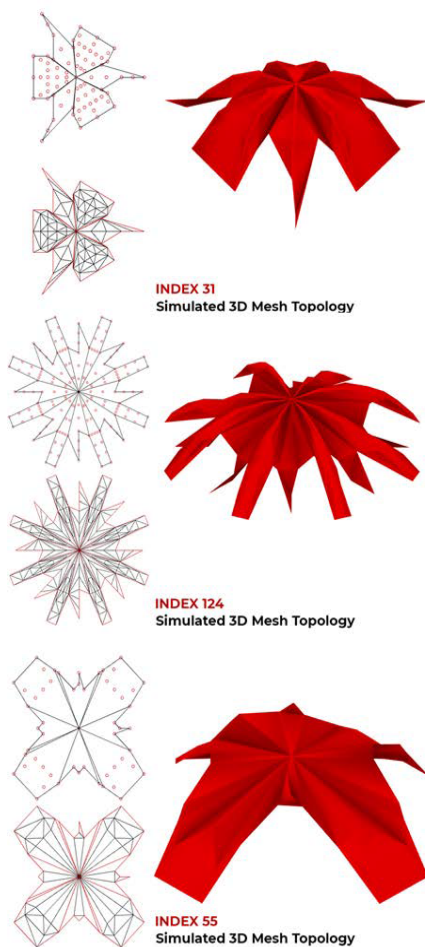 INDEX 31
Simulated 3D Mesh Topology
INDEX 124
Simulated 3D Mesh Topology
INDEX 55
Simulated 3D Mesh Topology